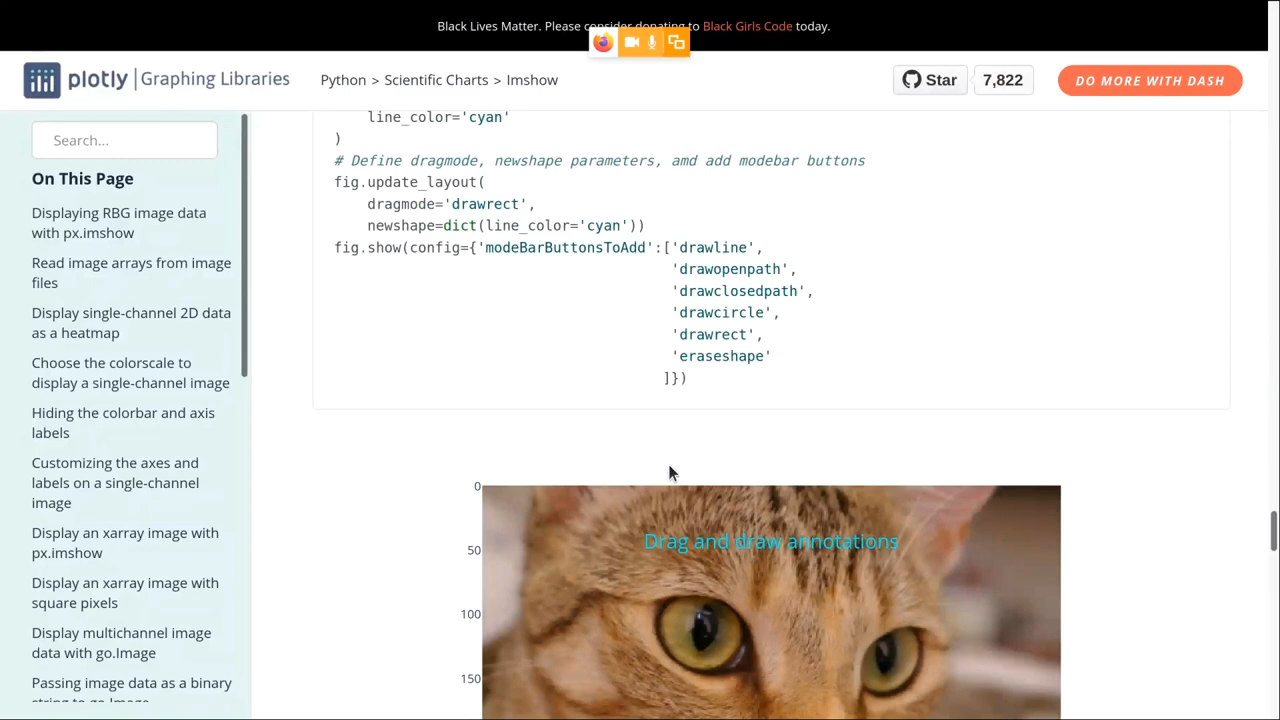 Black Lives Matter. Please consider donating to Black Girls Code today.
plotly | Graphing Libraries
Python > Scientific Charts > Imshow
Star
7,822
DO MORE WITH DASH
Search...
On This Page
Displaying RBG image data
with px.imshow
Read image arrays from image
files
Display single-channel 2D data
as a heatmap
Choose the colorscale to
display a single-channel image
Hiding the colorbar and axis
labels
Customizing the axes and
labels on a single-channel
image
Display an xarray image with
px.imshow
Display an xarray image with
square pixels
Display multichannel image
data with go.Image
Passing image data as a binary
string to go.Image
line_color='cyan'
)
# Define dragmode, newshape parameters, amd add modebar buttons
fig.update_layout(
dragmode='drawrect',
newshape=dict(line_color='cyan'))
fig.show(config={'modeBarButtonsToAdd':['drawline',
'drawopenpath',
'drawclosedpath',
'drawcircle',
'drawrect',
'eraseshape'
]})
0
Drag and draw annotations
50
100
150